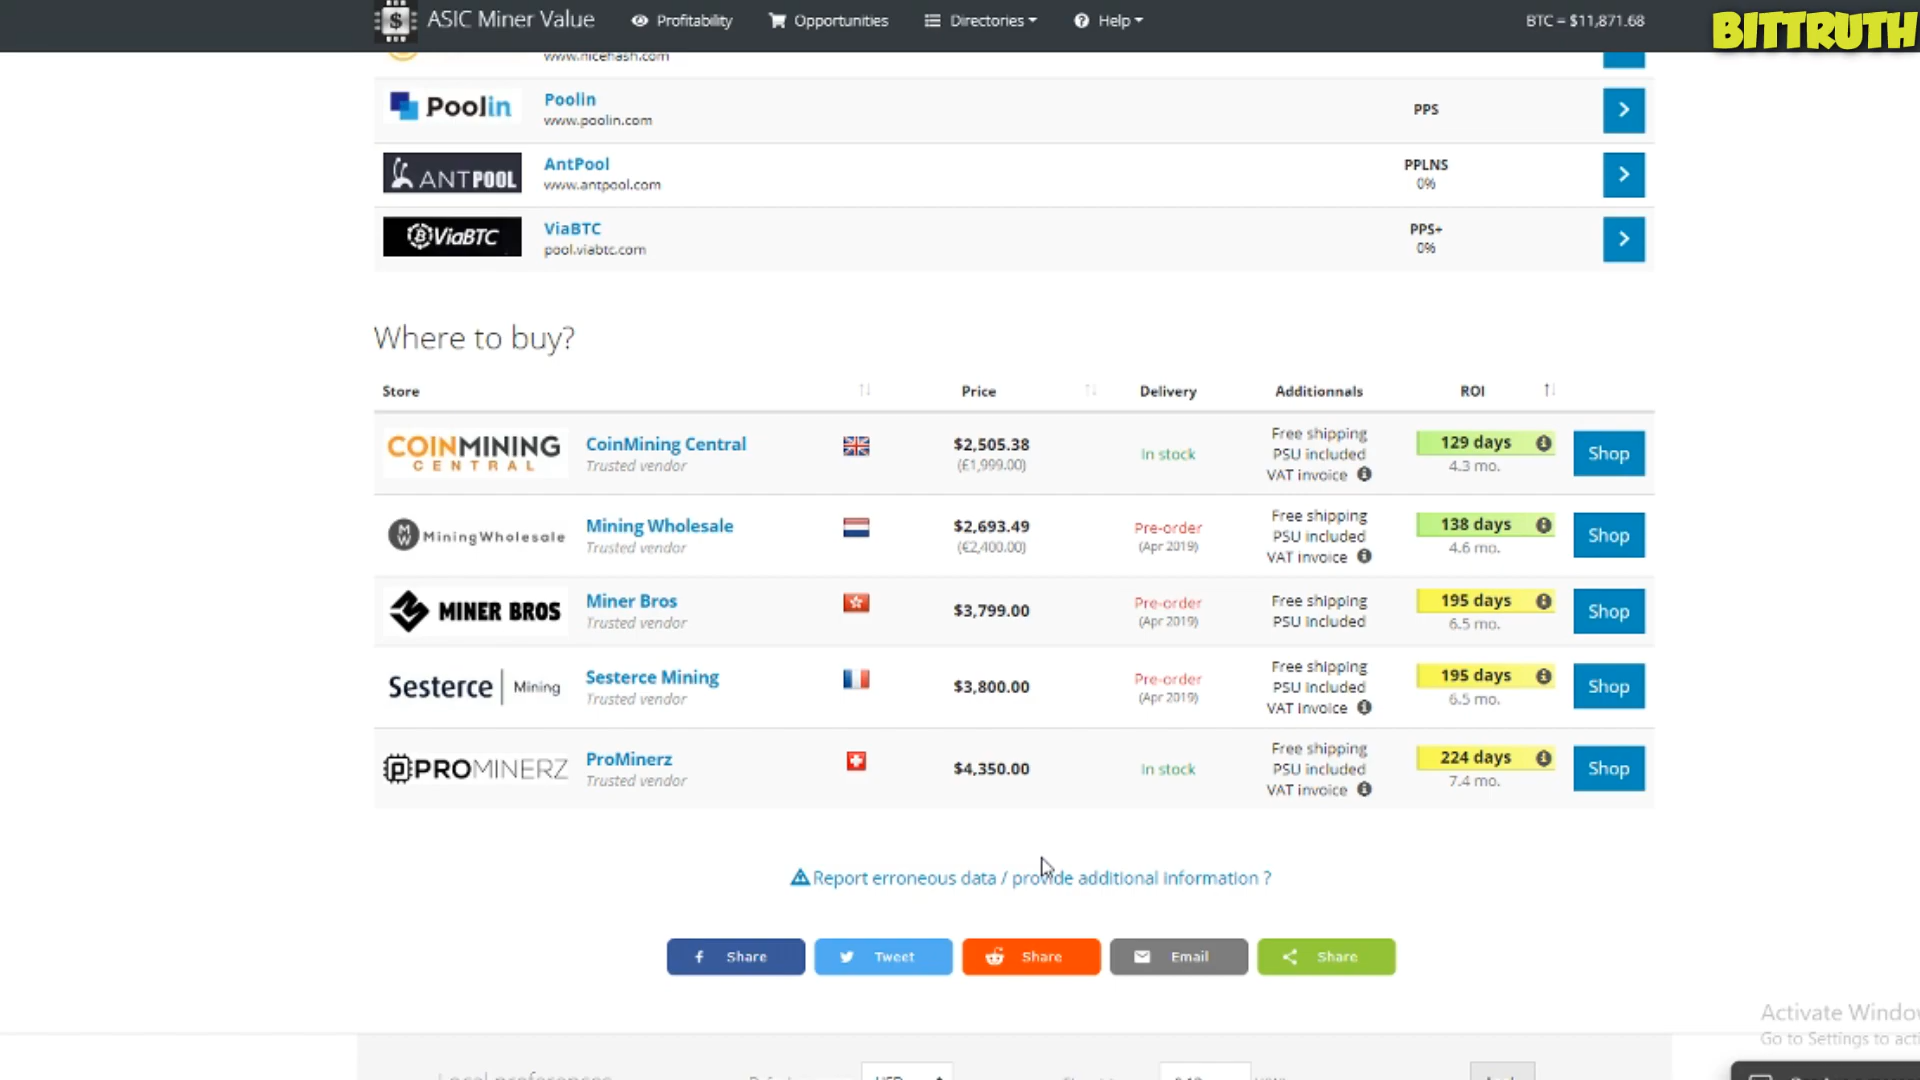 ASIC Miner Value
Profitability
Opportunities
Directories
Help
BTC = $11,871.68
BITTRUTH
www.nicehash.com
Poolin
Poolin
www.poolin.com
PPS
ANTPOOL
AntPool
www.antpool.com
PPLNS
0%
ViaBTC
ViaBTC
pool.viabtc.com
PPS+
0%
Where to buy?
Store
Price
Delivery
Additionnals
ROI
COINMINING
CENTRAL
CoinMining Central
Trusted vendor
$2,505.38
(£1,999.00)
In stock
Free shipping
PSU included
VAT invoice
129 days
4.3 mo.
Shop
MW
MiningWholesale
Mining Wholesale
Trusted vendor
$2,693.49
(€2,400.00)
Pre-order
(Apr 2019)
Free shipping
PSU included
VAT invoice
138 days
4.6 mo.
Shop
MINER BROS
Miner Bros
Trusted vendor
$3,799.00
Pre-order
(Apr 2019)
Free shipping
PSU included
195 days
6.5 mo.
Shop
Sesterce | Mining
Sesterce Mining
Trusted vendor
$3,800.00
Pre-order
(Apr 2019)
Free shipping
PSU included
VAT invoice
195 days
6.5 mo.
Shop
PROMINERZ
ProMinerz
Trusted vendor
$4,350.00
In stock
Free shipping
PSU included
VAT invoice
224 days
7.4 mo.
Shop
Report erroneous data / provide additional information ?
Share
Tweet
Share
Email
Share
Activate Windo
Go to Settings to acti
Local preferences